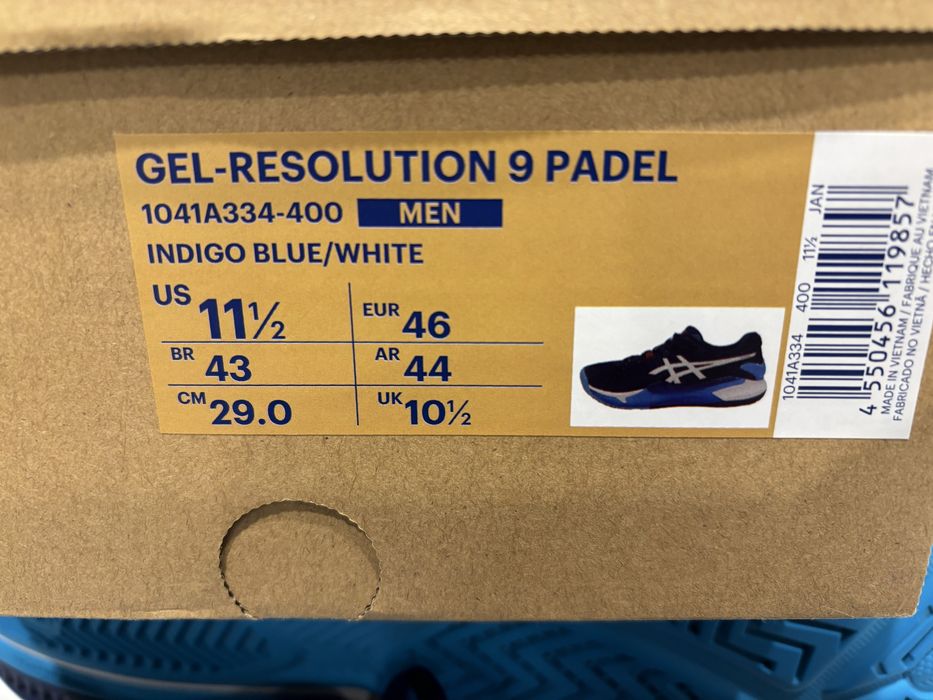 GEL-RESOLUTION 9 PADEL
1041A334-400 MEN
INDIGO BLUE/WHITE
US 11½ EUR 46
BR 43 AR 44
CM 29.0 UK 10½
1041A334 400 11½ JAN
4 550456 119857
MADE IN VIETNAM / FABRIQUE AU VIETNAM
FABRICADO NO VIETNÃ / HECHO EN